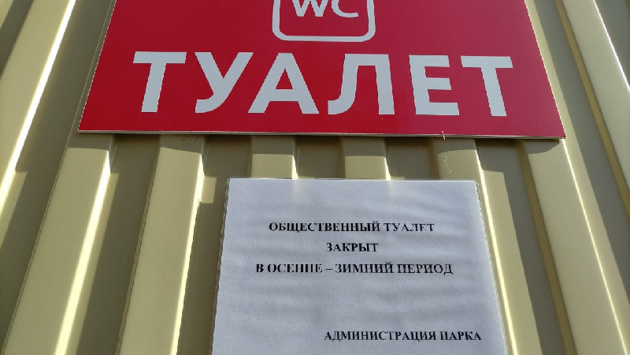 WC
ТУАЛЕТ
ОБЩЕСТВЕННЫЙ ТУАЛЕТ
ЗАКРЫТ
В ОСЕННЕ – ЗИМНИЙ ПЕРИОД
АДМИНИСТРАЦИЯ ПАРКА